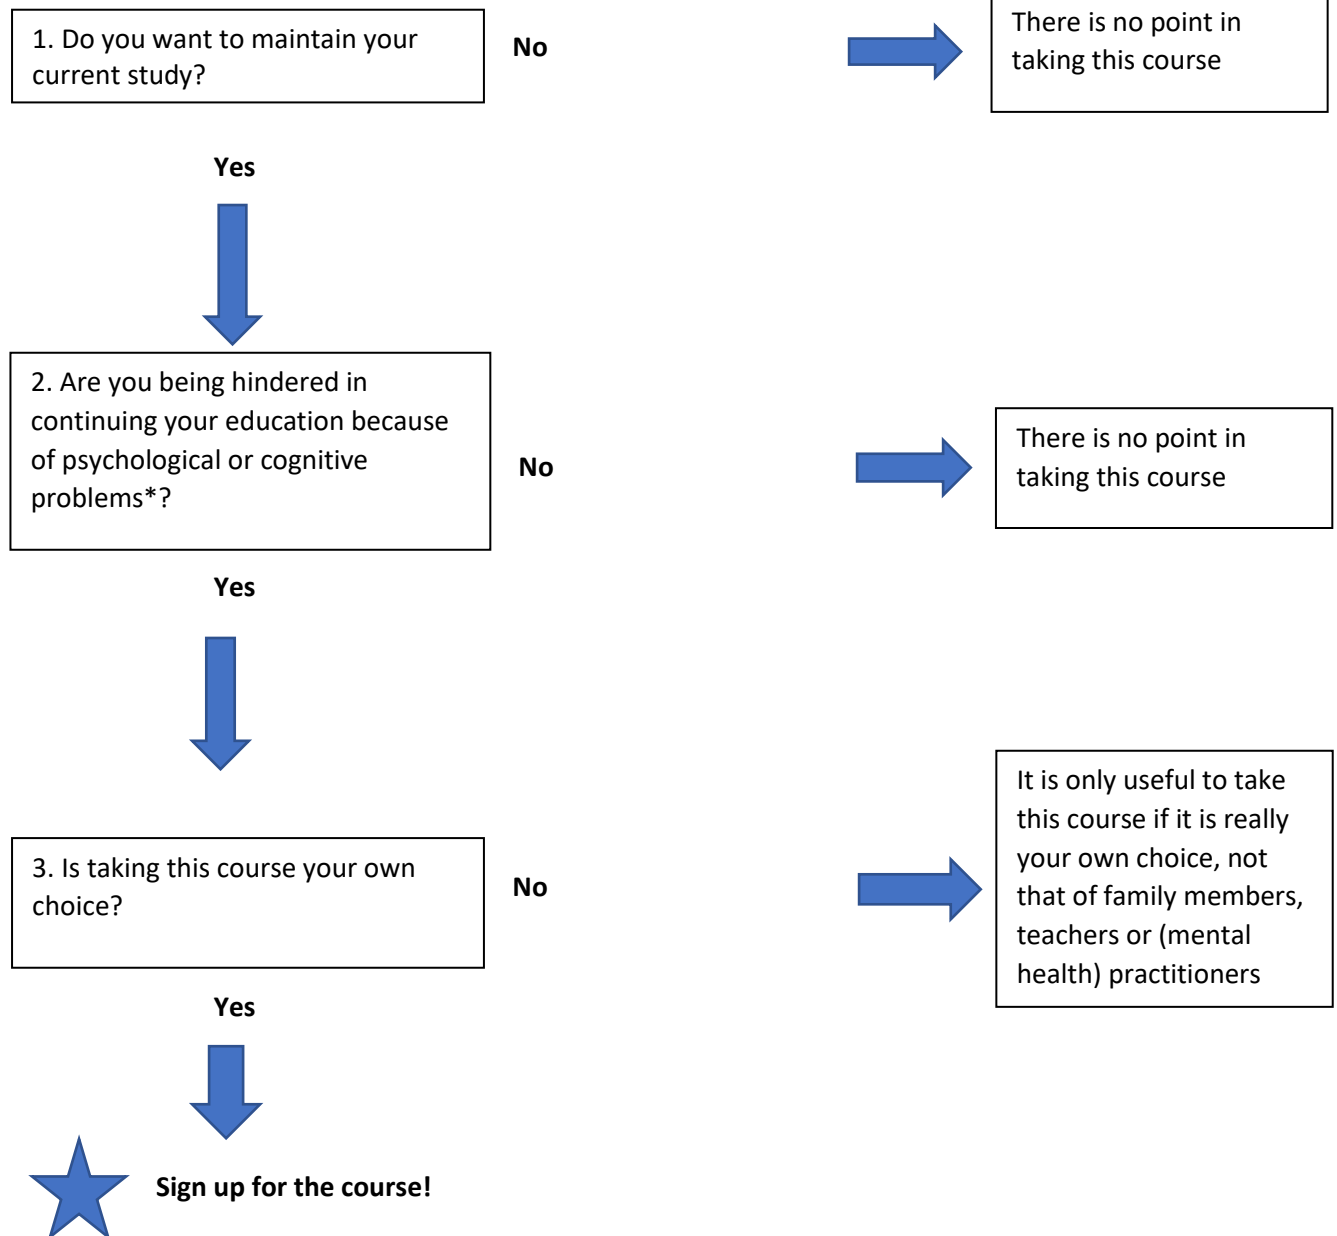 1. Do you want to maintain your
current study?
No
There is no point in
taking this course
Yes
2. Are you being hindered in
continuing your education because
of psychological or cognitive
problems*?
No
There is no point in
taking this course
Yes
3. Is taking this course your own
choice?
No
It is only useful to take
this course if it is really
your own choice, not
that of family members,
teachers or (mental
health) practitioners
Yes
Sign up for the course!